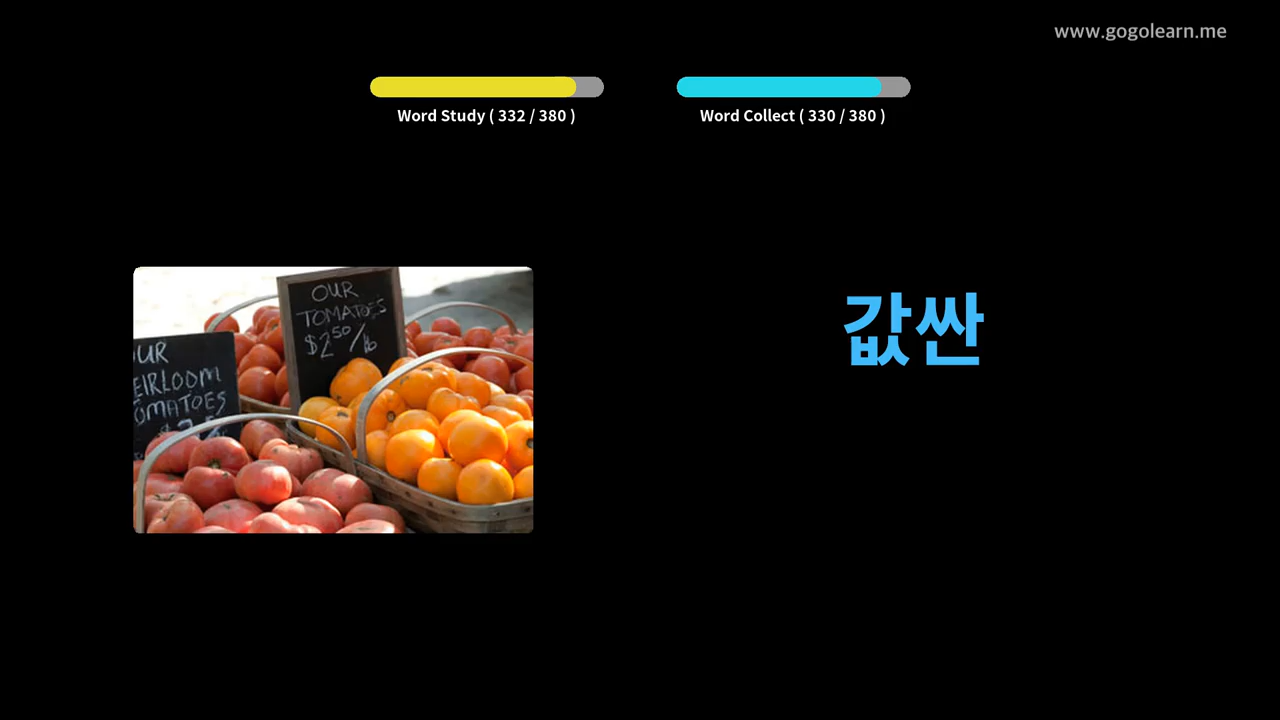 www.gogolearn.me
Word Study ( 332 / 380 )
Word Collect ( 330 / 380 )
값싼
OUR
TOMATOES
$2.50/lb
UR
EIRLOOM
OMATOES